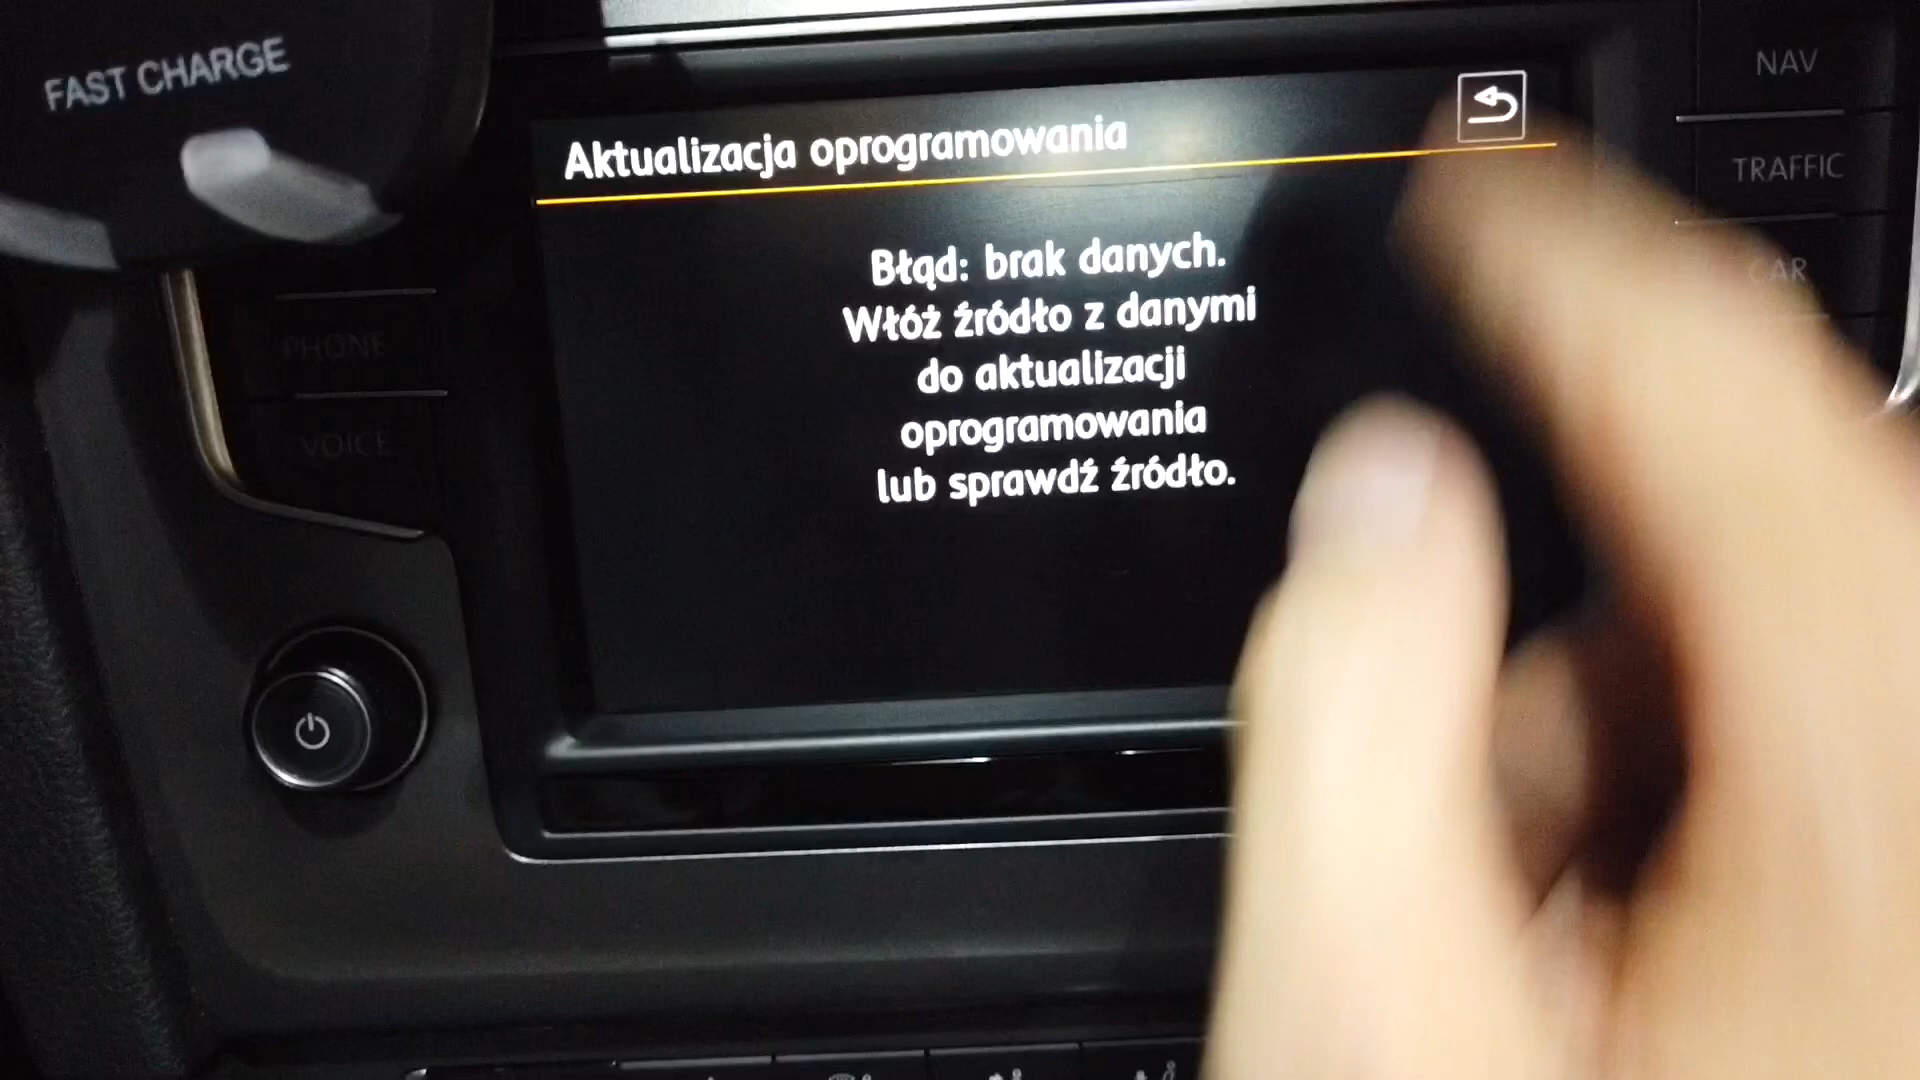 FAST CHARGE
NAV
TRAFFIC
CAR
PHONE
VOICE
Aktualizacja oprogramowania
Błąd: brak danych.
Włóż źródło z danymi
do aktualizacji
oprogramowania
lub sprawdź źródło.